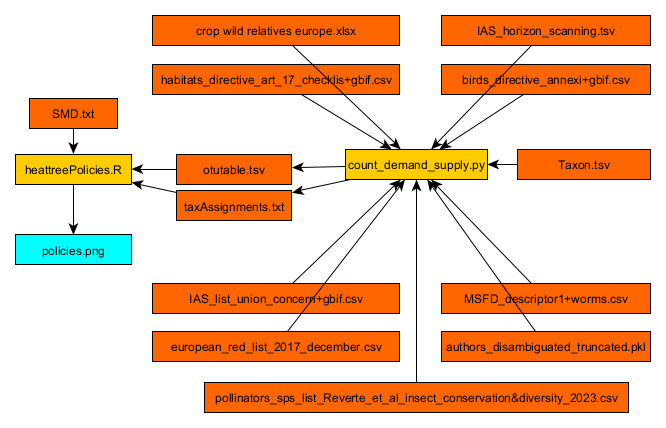 crop wild relatives europe.xlsx
IAS_horizon_scanning.tsv
habitats_directive_art_17_checklis+gbif.csv
birds_directive_annexi+gbif.csv
SMD.txt
heattreePolicies.R
otutable.tsv
count_demand_supply.py
Taxon.tsv
taxAssignments.txt
policies.png
IAS_list_union_concern+gbif.csv
MSFD_descriptor1+worms.csv
european_red_list_2017_december.csv
authors_disambiguated_truncated.pkl
pollinators_sps_list_Reverte_et_al_insect_conservation&diversity_2023.csv